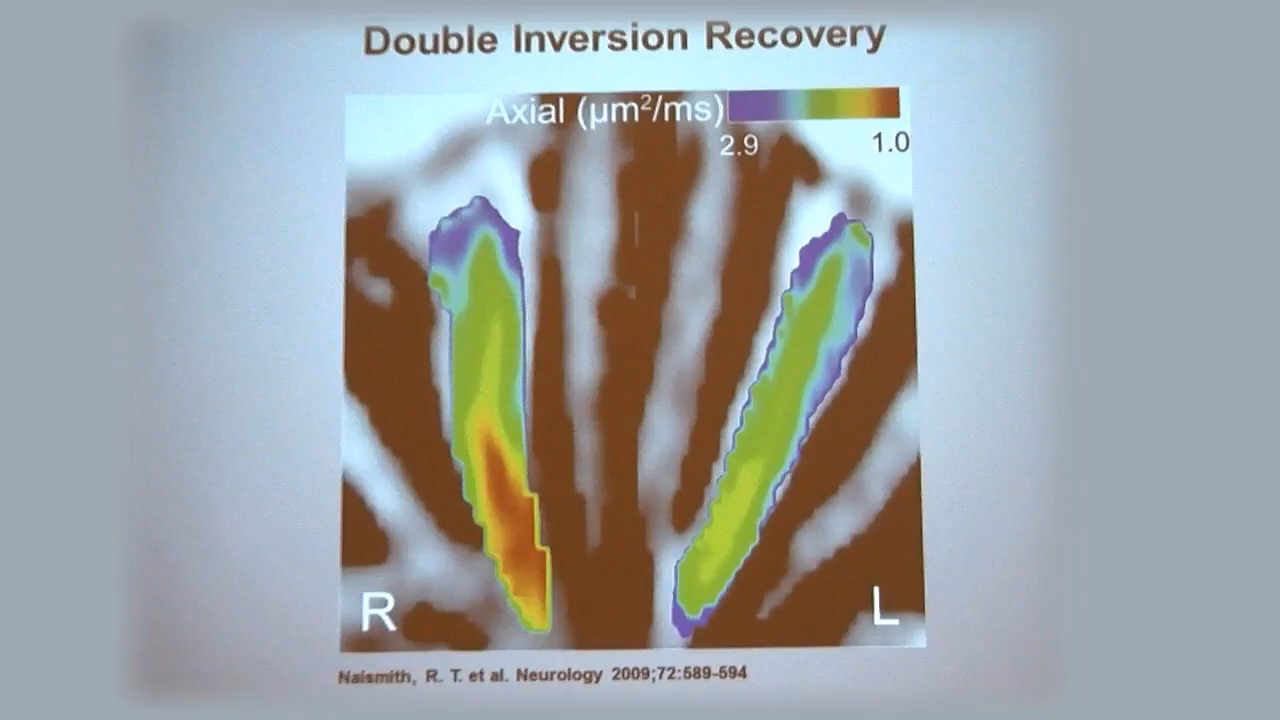 Double Inversion Recovery
Axial (µm²/ms)
2.9 1.0
R L
Naismith, R. T. et al. Neurology 2009;72:589-594